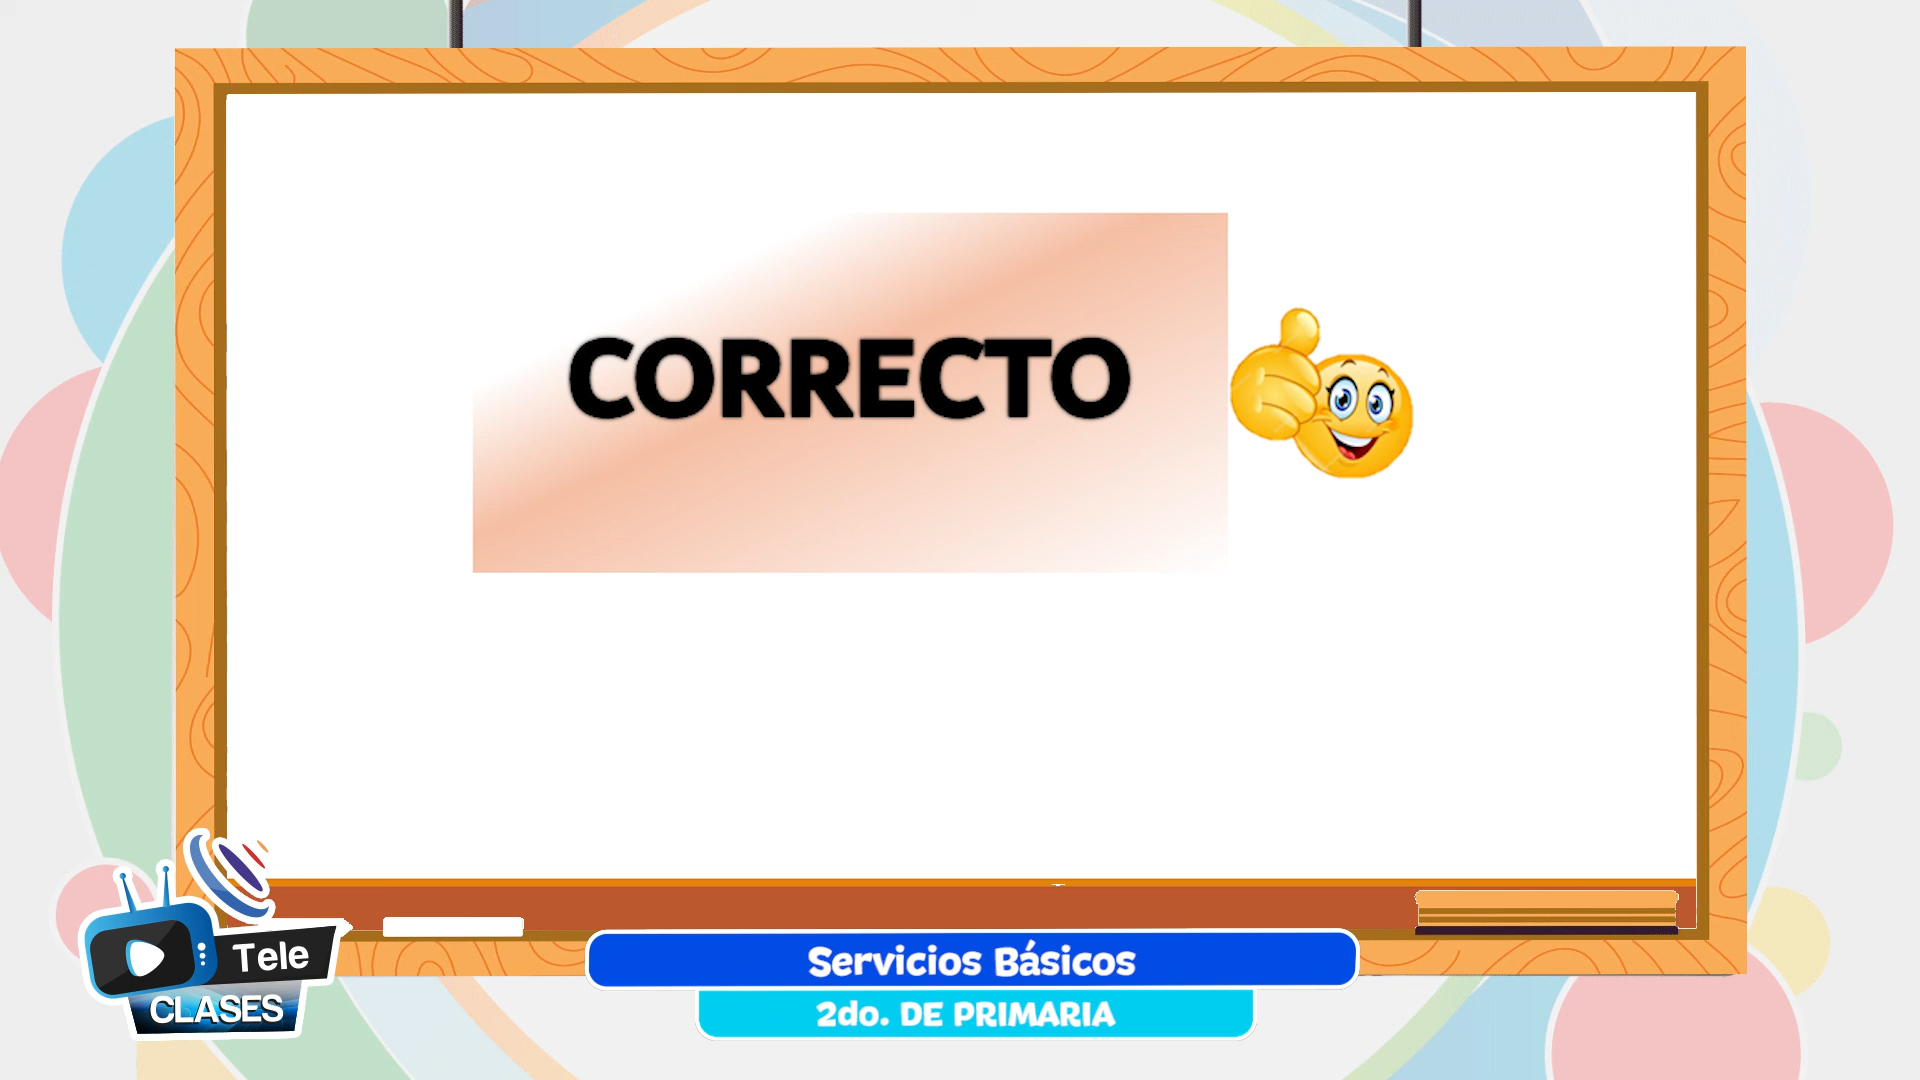 CORRECTO
Tele
CLASES
Servicios Básicos
2do. DE PRIMARIA